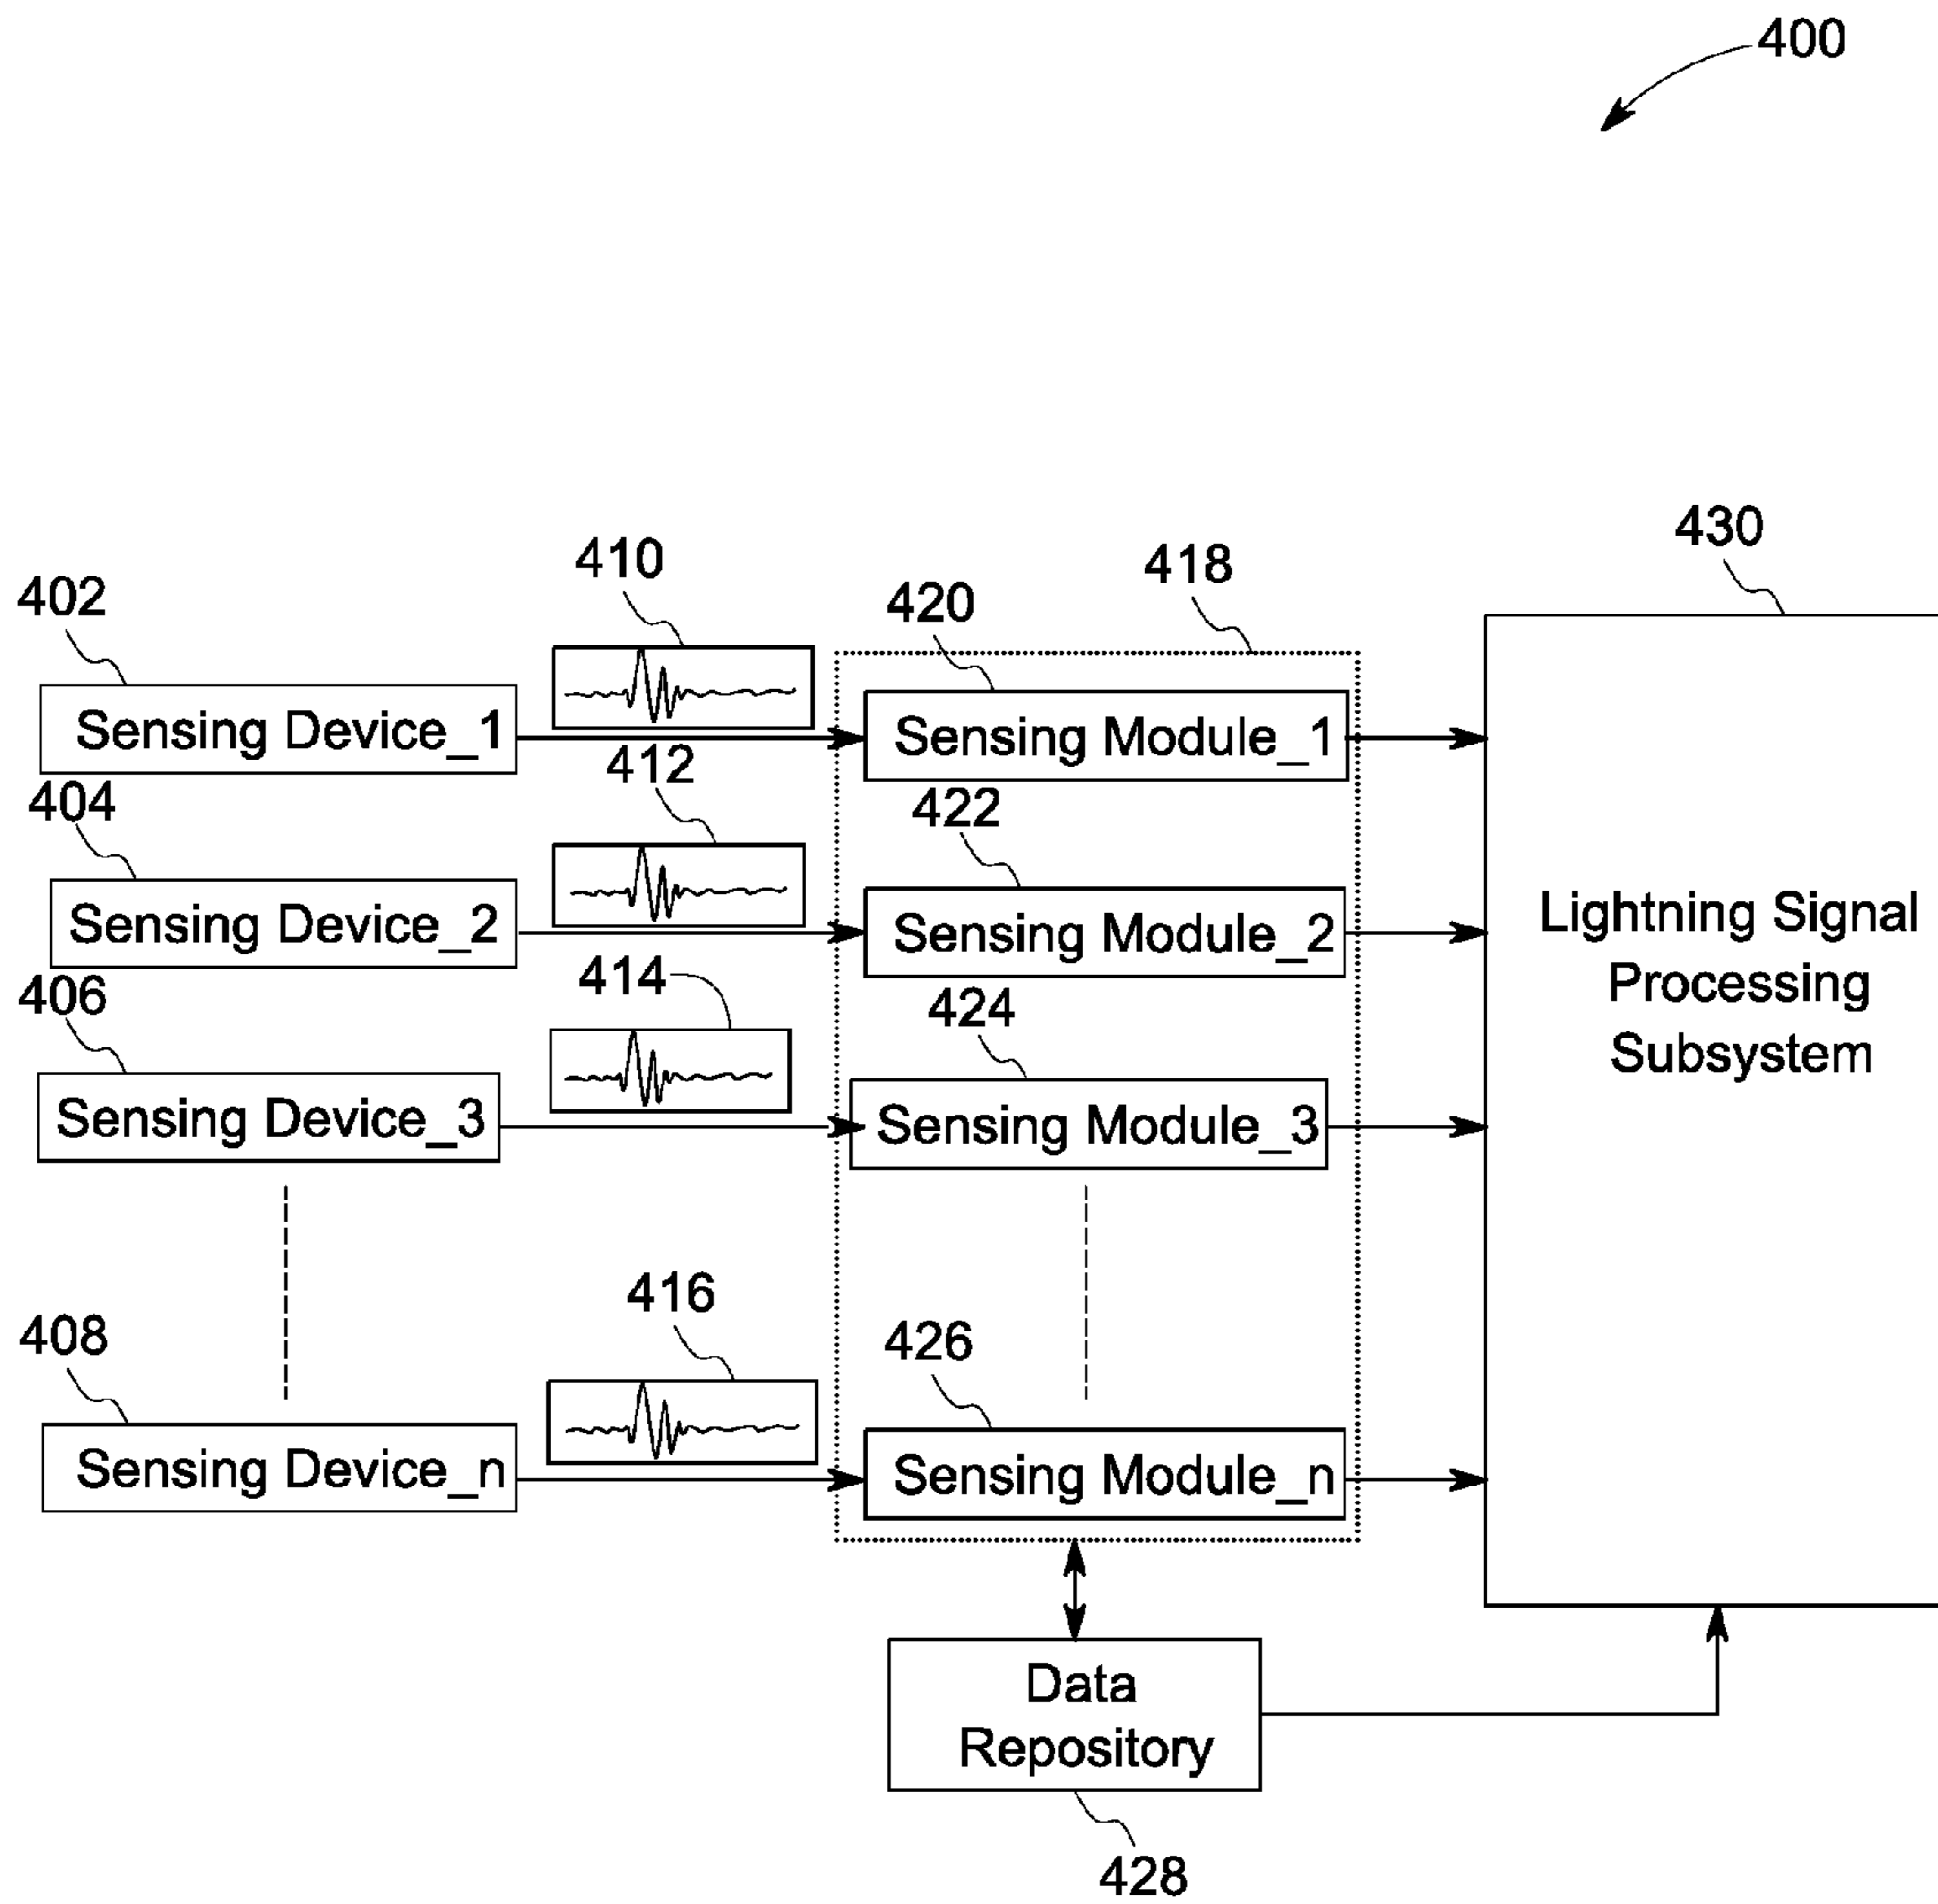 400
430
410
418
402
420
Sensing Device_1
Sensing Module_1
412
404
422
Sensing Device_2
Sensing Module_2
Lightning Signal
Processing
Subsystem
414
406
424
Sensing Device_3
Sensing Module_3
416
408
426
Sensing Device_n
Sensing Module_n
Data
Repository
428